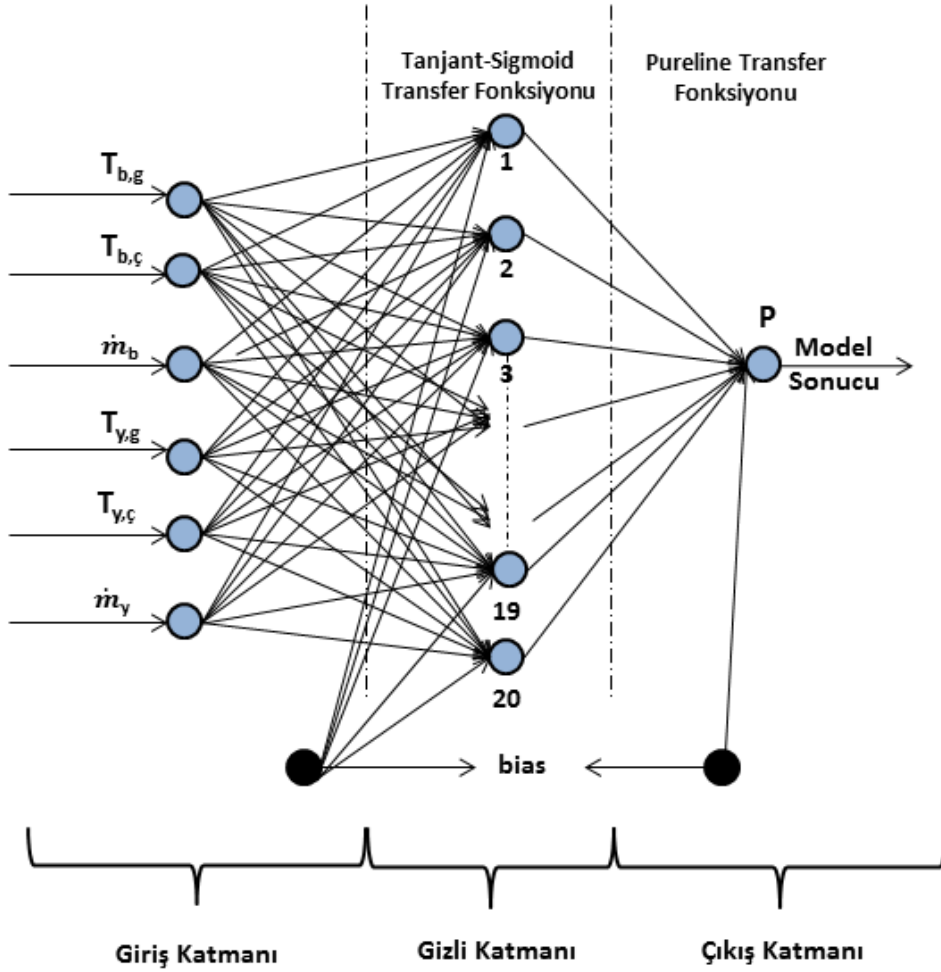 Tanjant-Sigmoid
Transfer Fonksiyonu
Pureline Transfer
Fonksiyonu
T_b,g
T_b,ç
ṁ_b
T_y,g
T_y,ç
ṁ_y
1
2
3
19
20
P
Model
Sonucu
bias
Giriş Katmanı
Gizli Katmanı
Çıkış Katmanı